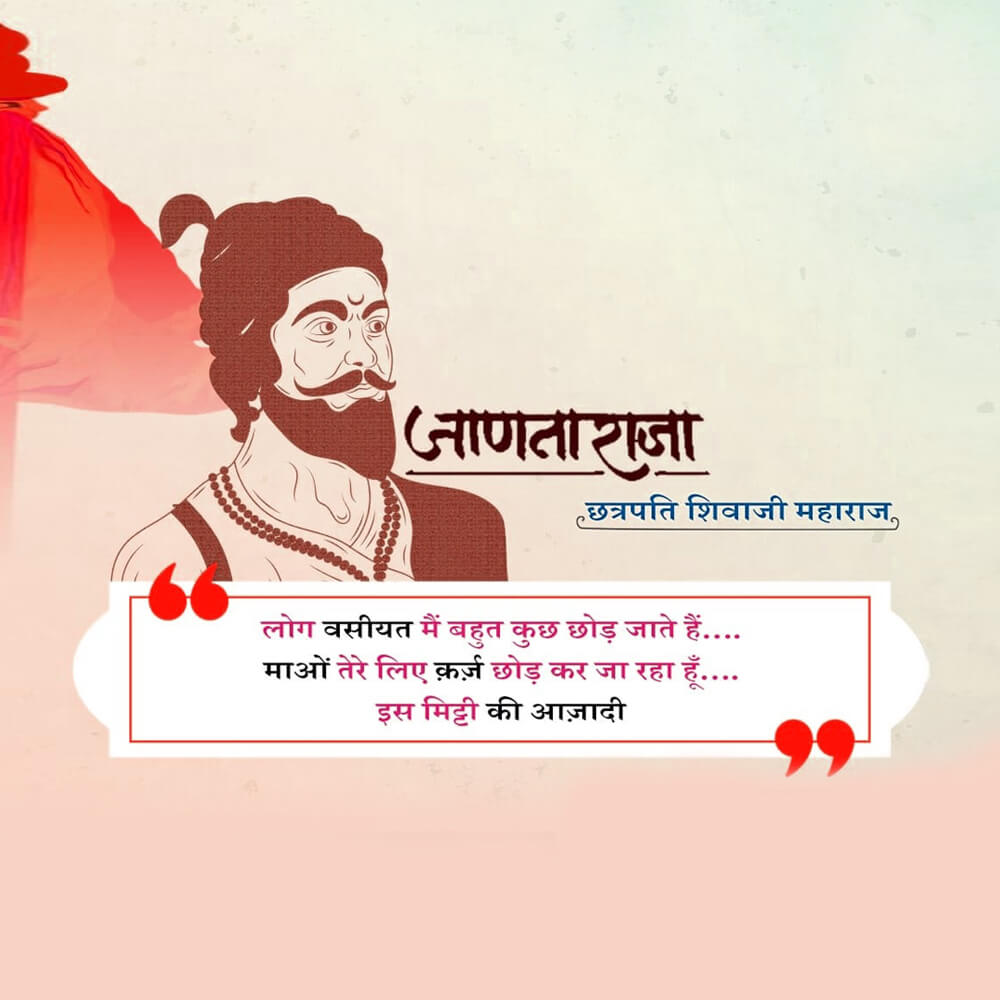 जाणता राजा
छत्रपति शिवाजी महाराज
लोग वसीयत मैं बहुत कुछ छोड़ जाते हैं....
माओं तेरे लिए क़र्ज़ छोड़ कर जा रहा हूँ....
इस मिट्टी की आज़ादी